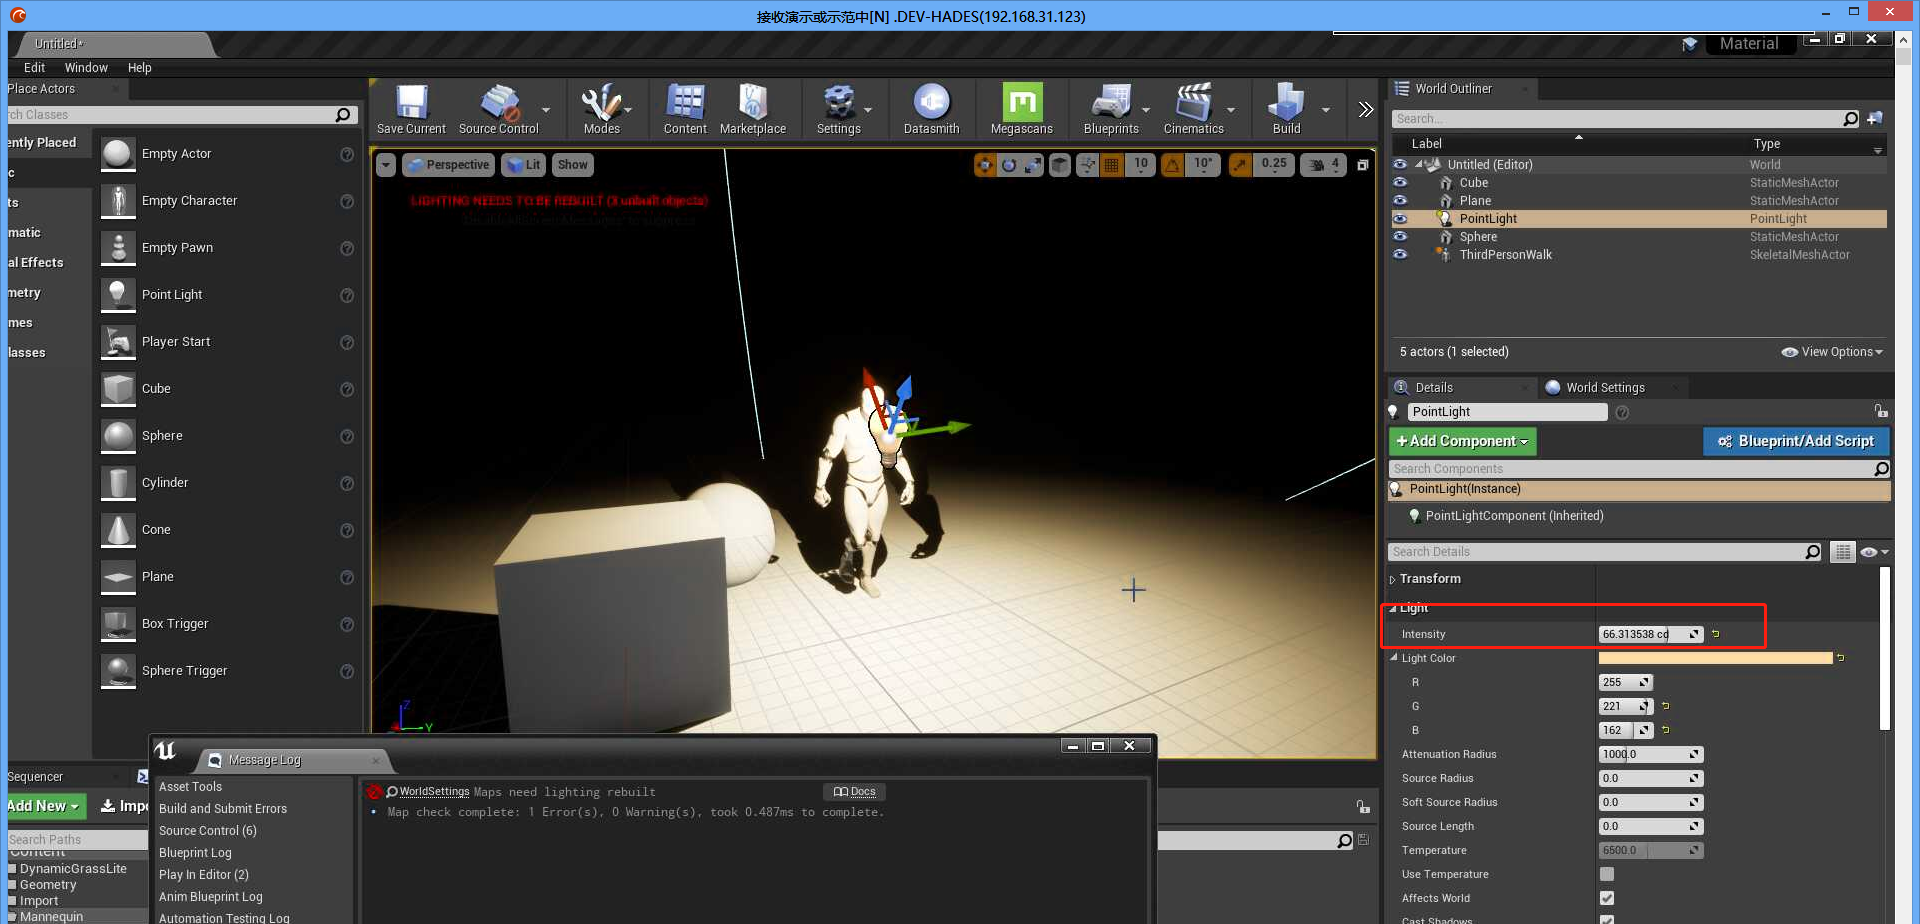 接收演示或示范中[N] .DEV-HADES(192.168.31.123)
Untitled*
Material
Edit Window Help
Place Actors
rch Classes
ently Placed
c
ts
matic
al Effects
metry
mes
lasses
Empty Actor
Empty Character
Empty Pawn
Point Light
Player Start
Cube
Sphere
Cylinder
Cone
Plane
Box Trigger
Sphere Trigger
Save Current
Source Control
Modes
Content
Marketplace
Settings
Datasmith
Megascans
Blueprints
Cinematics
Build
Perspective Lit Show
10 10° 0.25 4
LIGHTING NEEDS TO BE REBUILT (3 unbuilt objects)
World Outliner
Search...
Label Type
Untitled (Editor) World
Cube StaticMeshActor
Plane StaticMeshActor
PointLight PointLight
Sphere StaticMeshActor
ThirdPersonWalk SkeletalMeshActor
5 actors (1 selected) View Options
Details World Settings
PointLight
+Add Component Blueprint/Add Script
Search Components
PointLight(Instance)
PointLightComponent (Inherited)
Search Details
Transform
Light
Intensity 66.313538 cd
Light Color
R 255
G 221
B 162
Attenuation Radius 1000.0
Source Radius 0.0
Soft Source Radius 0.0
Source Length 0.0
Temperature 6500.0
Use Temperature
Affects World
Cast Shadows
Z
Y
Message Log
Asset Tools
Build and Submit Errors
Source Control (6)
Blueprint Log
Play In Editor (2)
Anim Blueprint Log
Automation Testing Log
WorldSettings Maps need lighting rebuilt Docs
Map check complete: 1 Error(s), 0 Warning(s), took 0.487ms to complete.
Sequencer
Add New Impo
Search Paths
Content
DynamicGrassLite
Geometry
Import
Mannequin